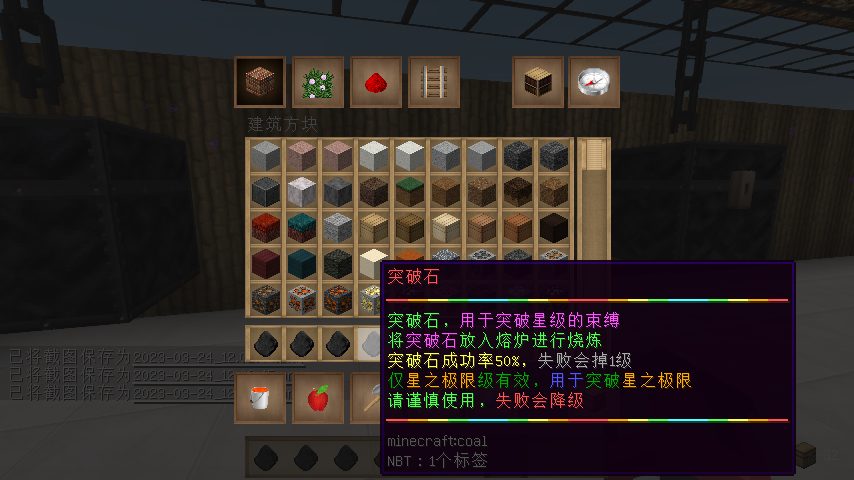 建筑方块
突破石
突破石，用于突破星级的束缚
将突破石放入熔炉进行烧炼
突破石成功率50%，失败会掉1级
仅星之极限级有效，用于突破星之极限
请谨慎使用，失败会降级
minecraft:coal
NBT：1个标签
已将截图保存为
已将截图保存为
已将截图保存为